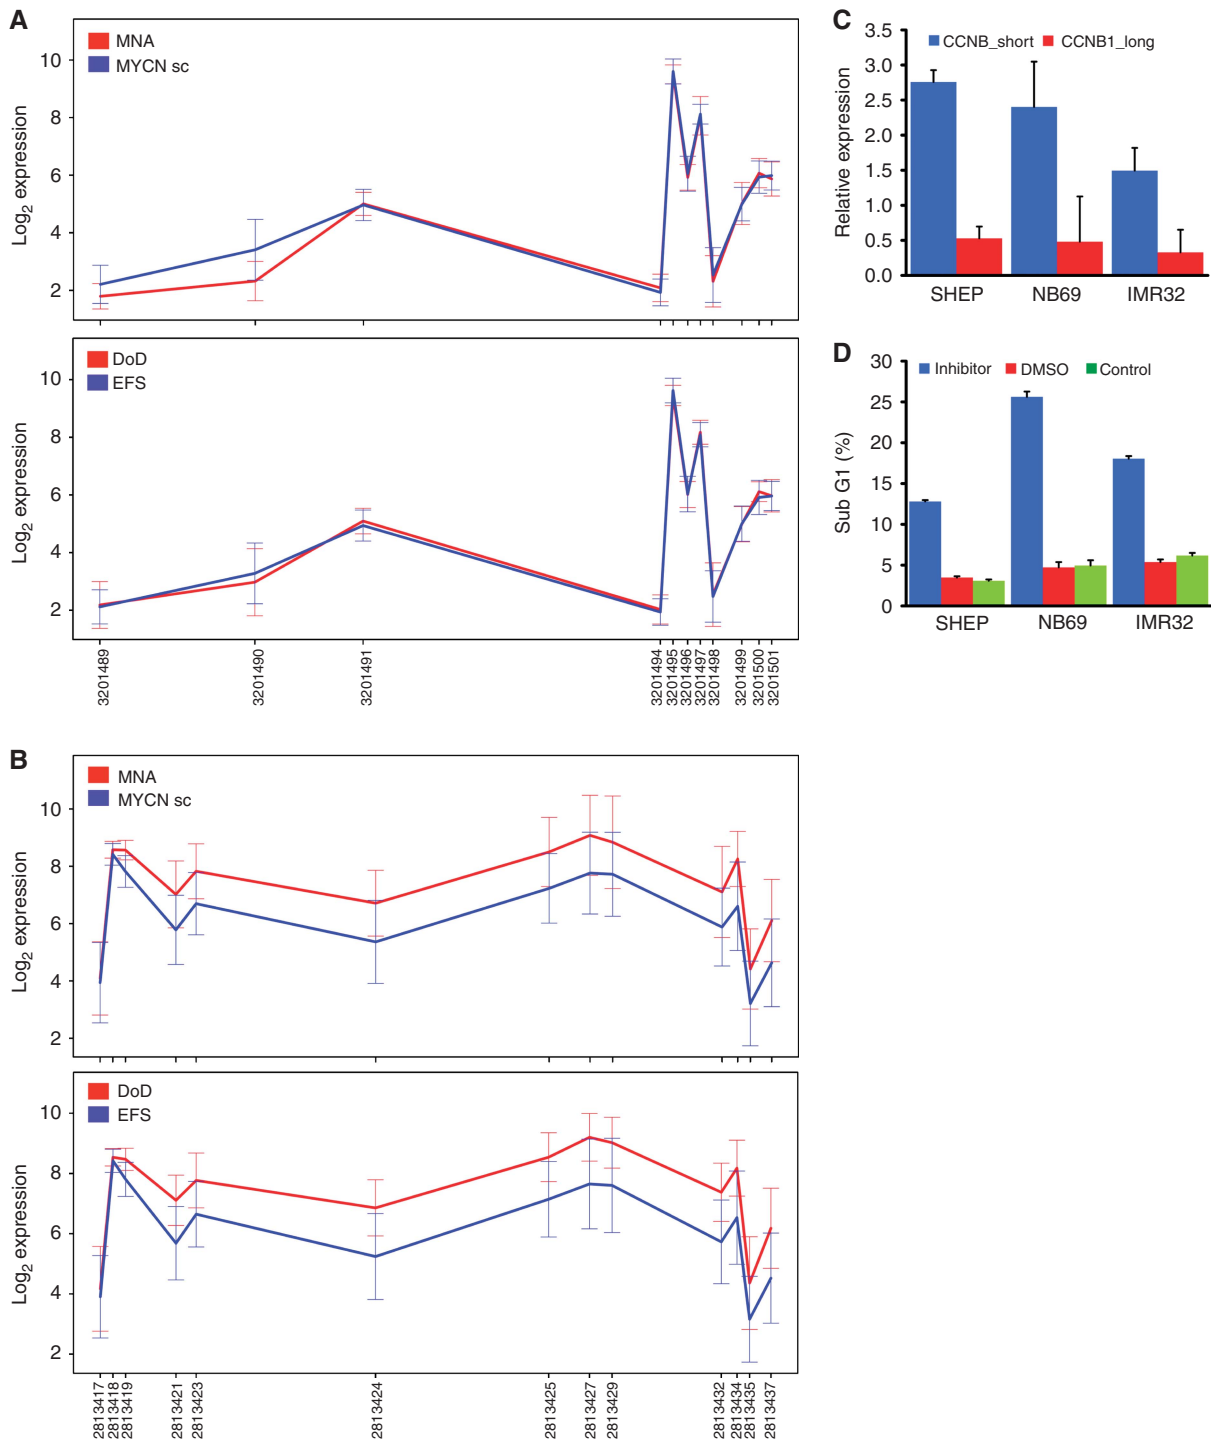 A
MNA
MYCN sc
10
8
6
4
2
Log2 expression
DoD
EFS
10
8
6
4
2
Log2 expression
3201489
3201490
3201491
3201494
3201495
3201496
3201497
3201498
3201499
3201500
3201501
B
MNA
MYCN sc
10
8
6
4
2
Log2 expression
DoD
EFS
10
8
6
4
2
Log2 expression
2813417
2813418
2813419
2813421
2813423
2813424
2813425
2813427
2813429
2813432
2813434
2813435
2813437
C
CCNB_short CCNB1_long
3.5
3.0
2.5
2.0
1.5
1.0
0.5
0.0
Relative expression
SHEP NB69 IMR32
D
Inhibitor DMSO Control
30
25
20
15
10
5
0
Sub G1 (%)
SHEP NB69 IMR32